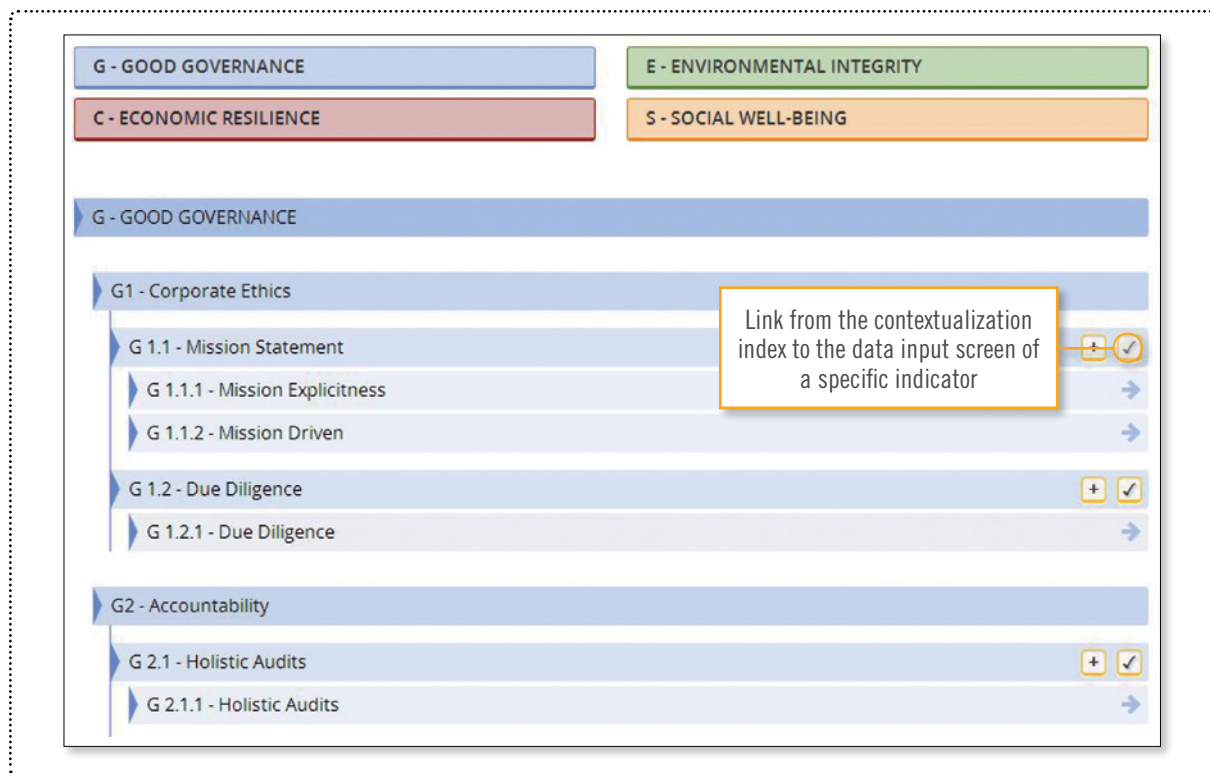 G - GOOD GOVERNANCE
E - ENVIRONMENTAL INTEGRITY
C - ECONOMIC RESILIENCE
S - SOCIAL WELL-BEING
G - GOOD GOVERNANCE
G1 - Corporate Ethics
Link from the contextualization
index to the data input screen of
a specific indicator
G 1.1 - Mission Statement
G 1.1.1 - Mission Explicitness
G 1.1.2 - Mission Driven
G 1.2 - Due Diligence
G 1.2.1 - Due Diligence
G2 - Accountability
G 2.1 - Holistic Audits
G 2.1.1 - Holistic Audits